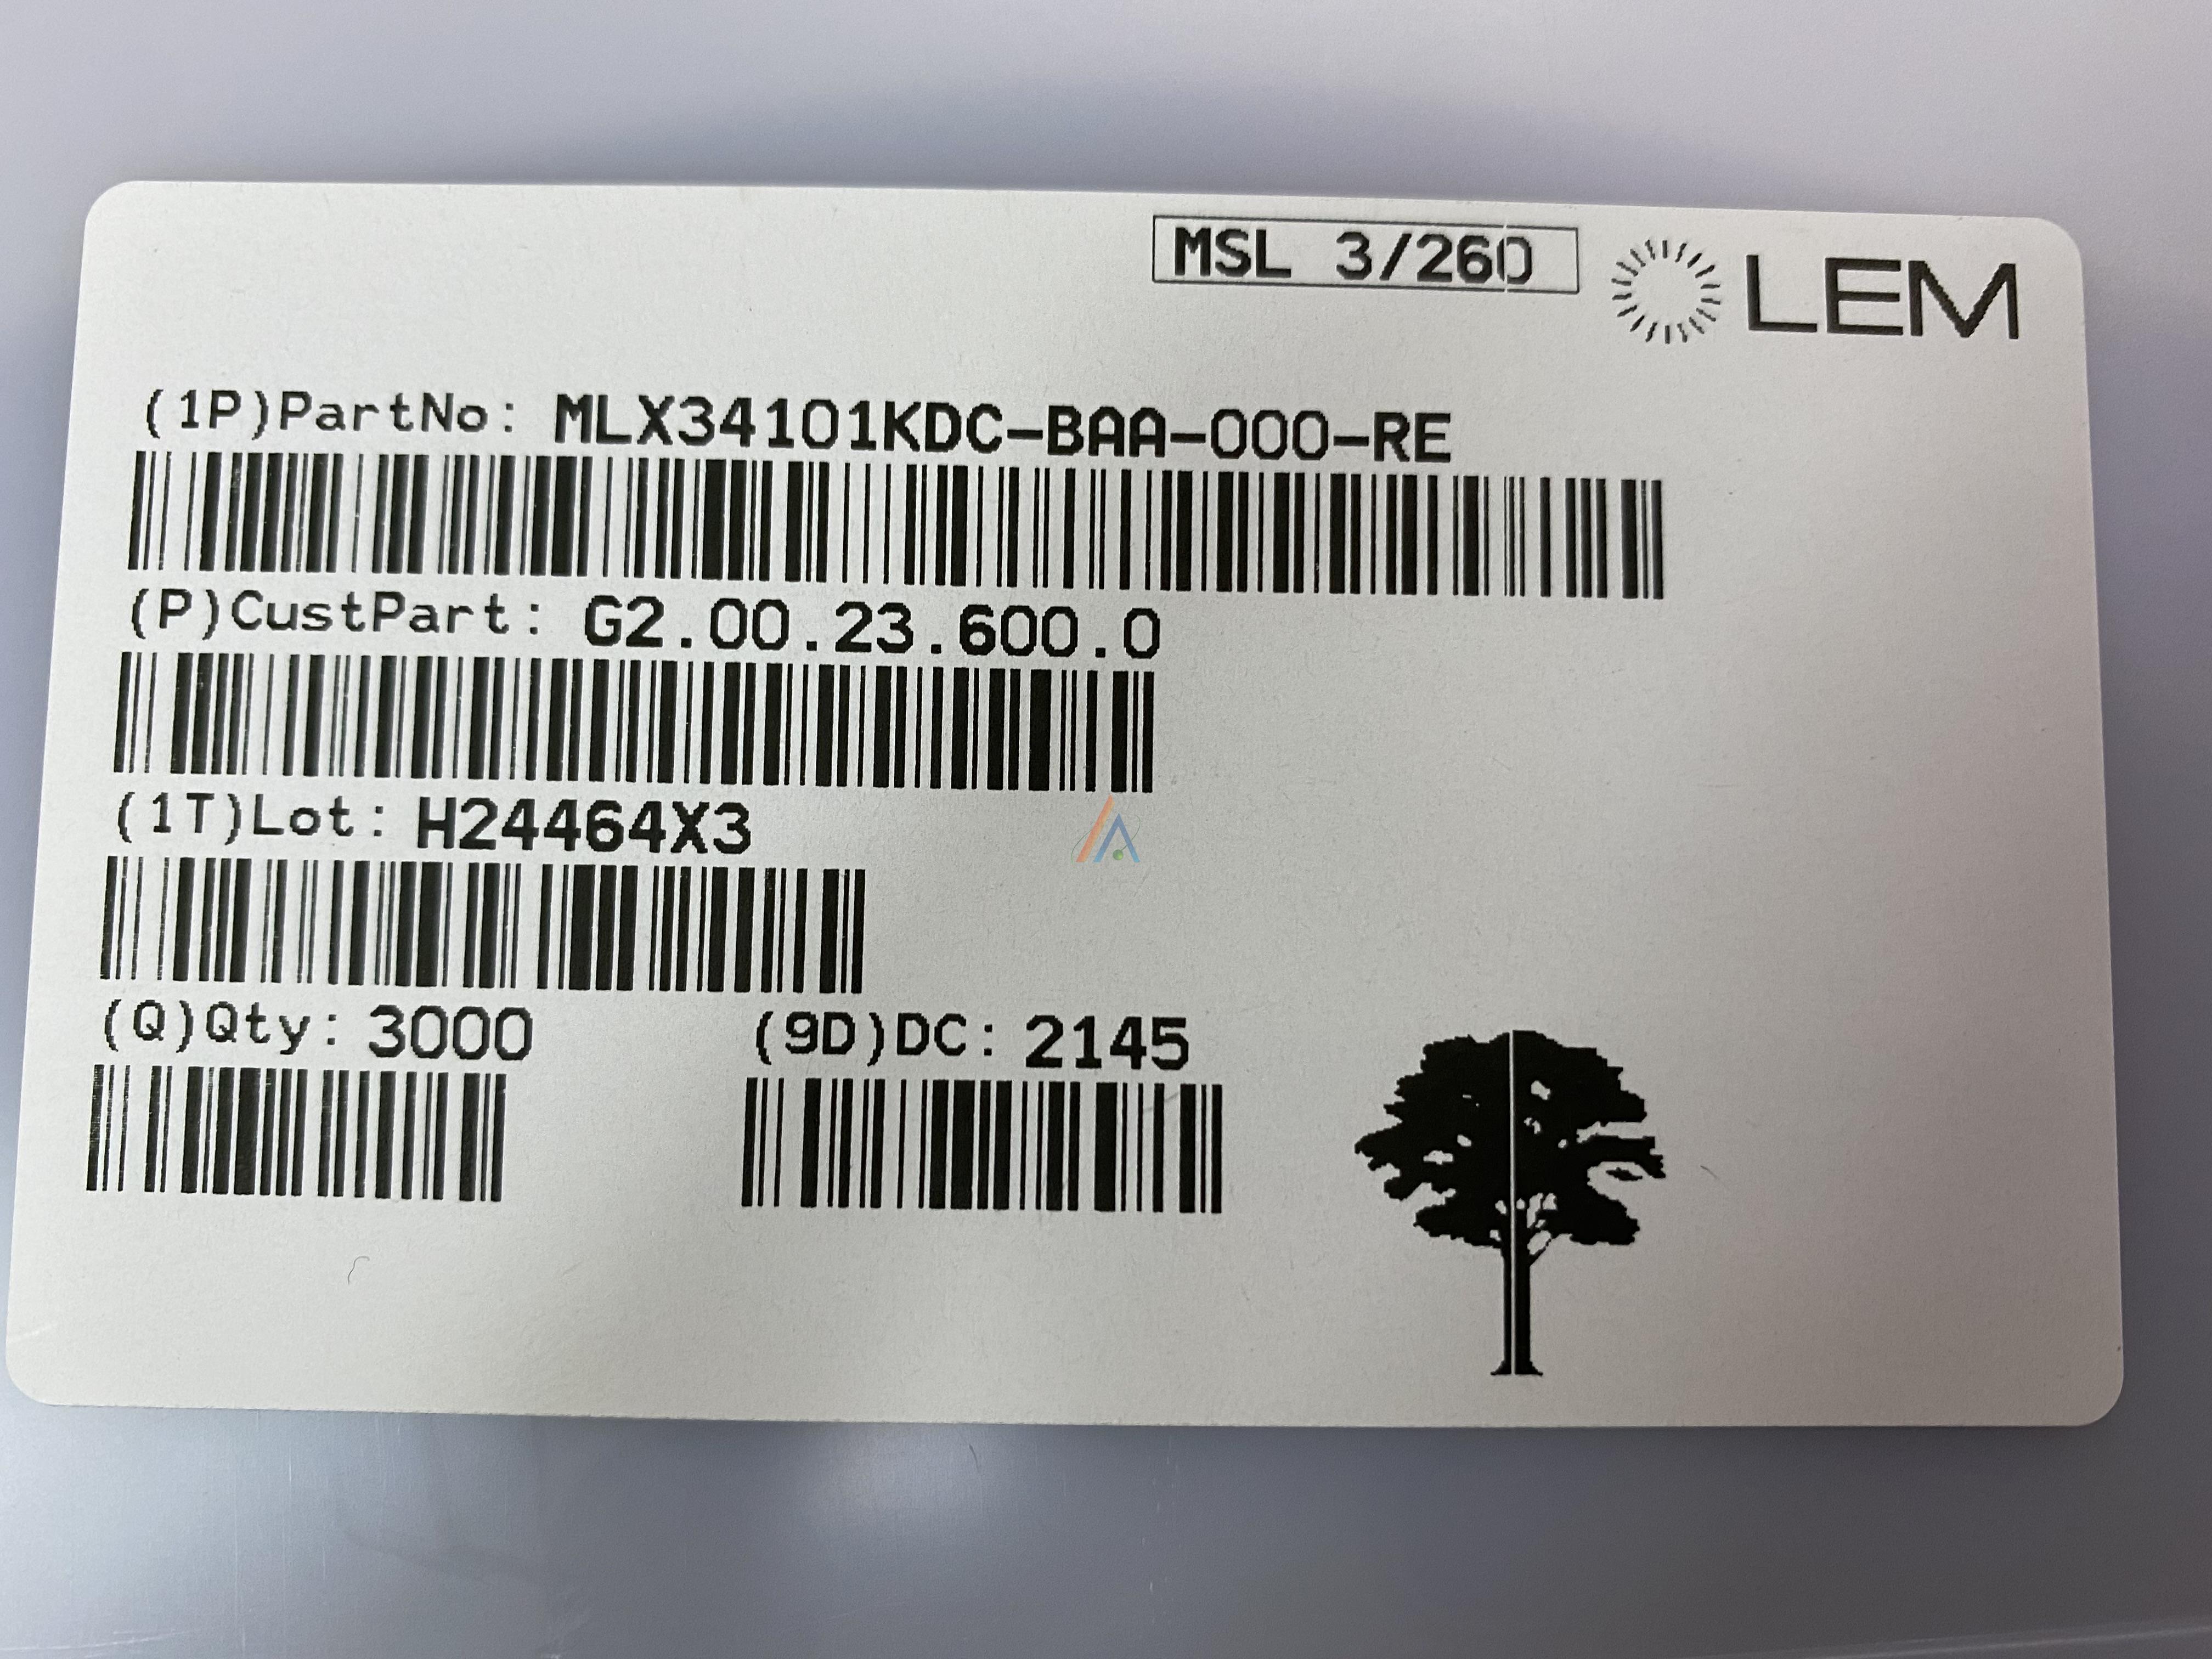 MSL 3/260
LEM
(1P)PartNo: MLX34101KDC-BAA-000-RE
(P)CustPart: G2.00.23.600.0
(1T)Lot: H24464X3
(Q)Qty: 3000 (9D)DC: 2145